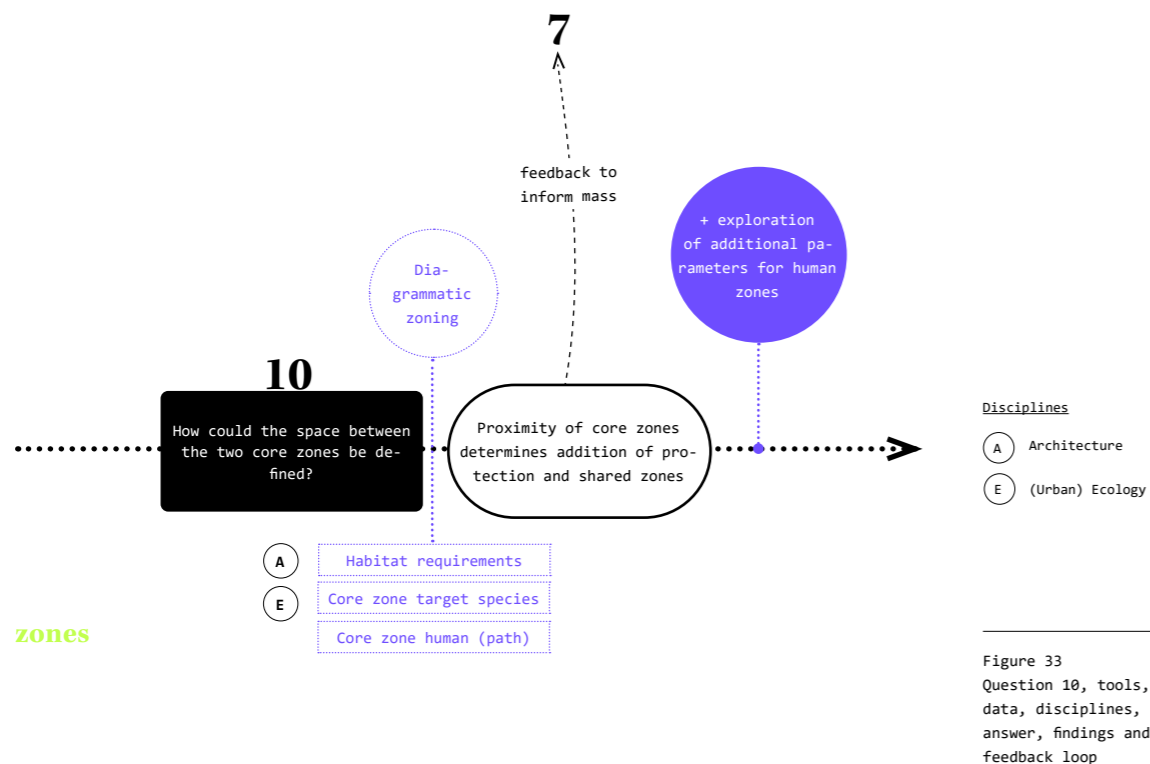 7
feedback to
inform mass
+ exploration
of additional pa-
rameters for human
zones
Dia-
grammatic
zoning
10
How could the space between
the two core zones be de-
fined?
Proximity of core zones
determines addition of pro-
tection and shared zones
Disciplines
A Architecture
E (Urban) Ecology
A
E
Habitat requirements
Core zone target species
Core zone human (path)
zones
Figure 33
Question 10, tools,
data, disciplines,
answer, findings and
feedback loop